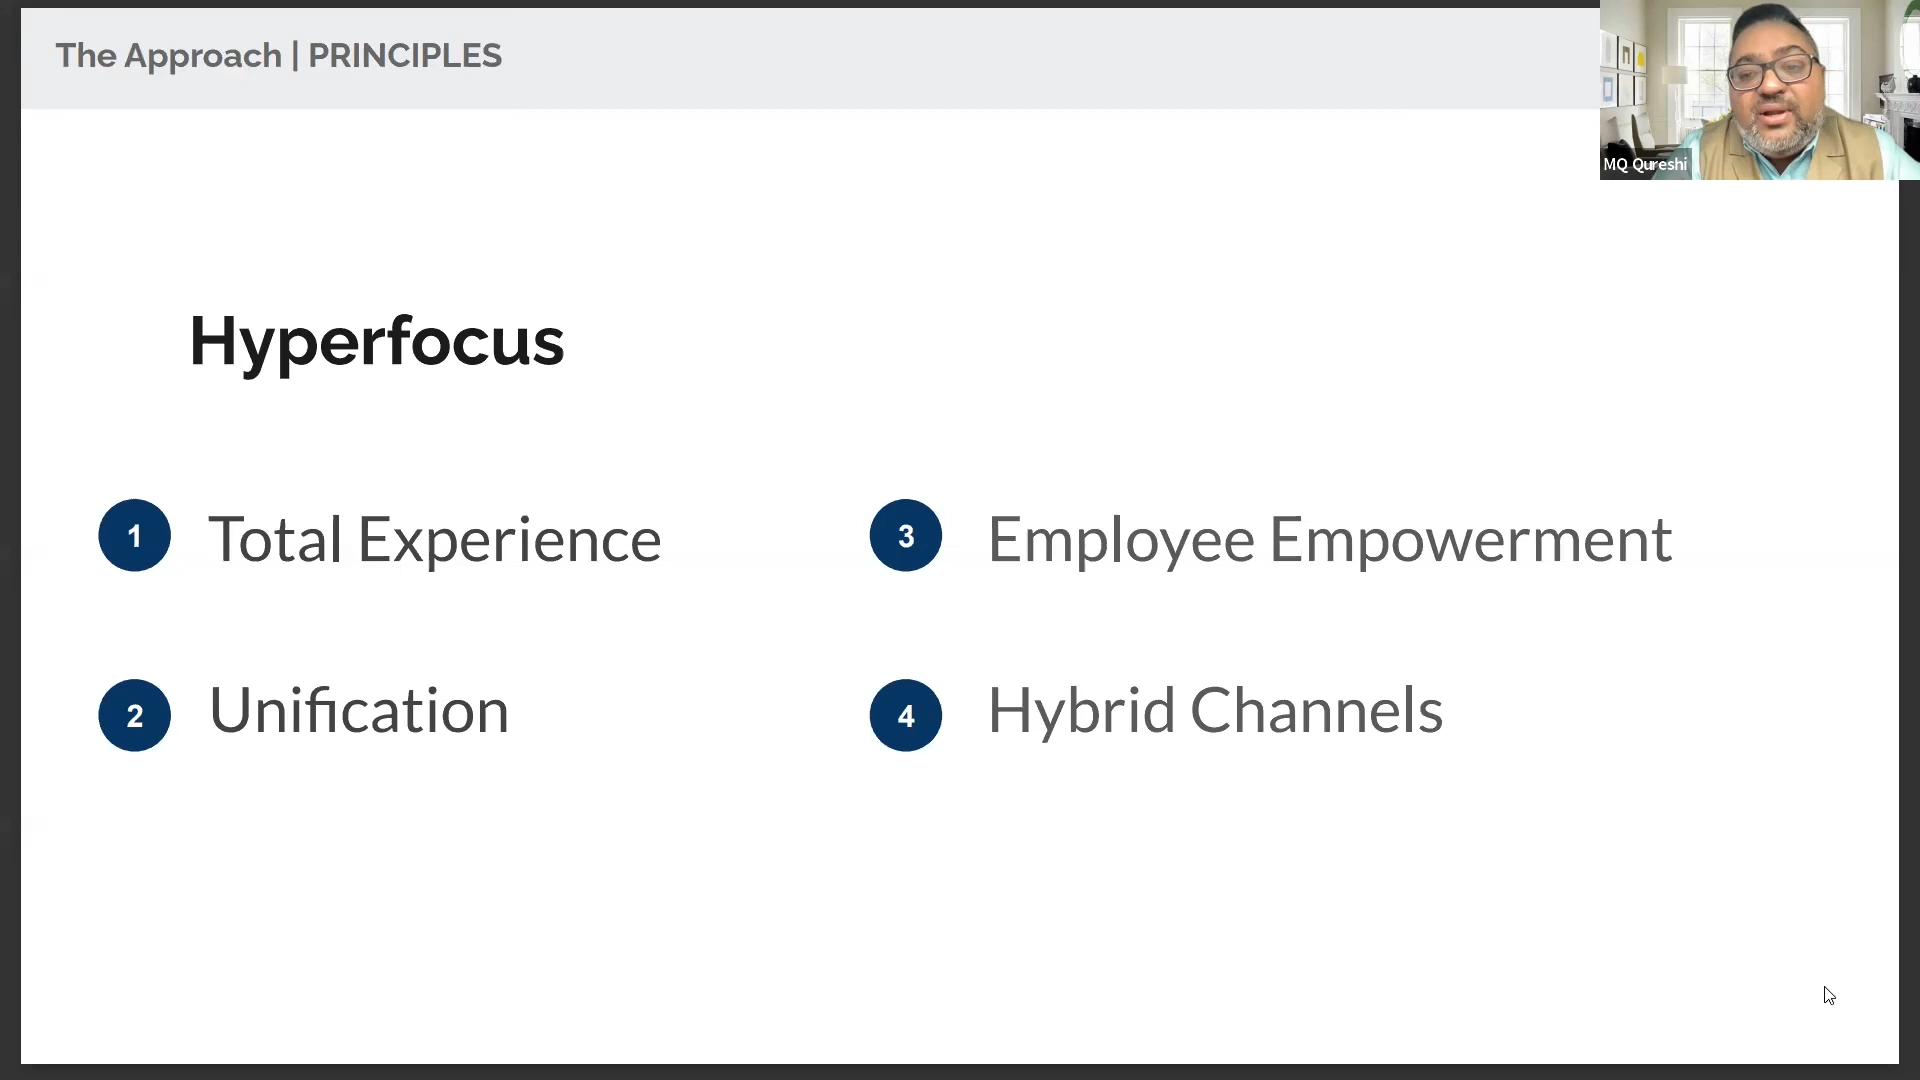 The Approach | PRINCIPLES
MQ Qureshi
Hyperfocus
1 Total Experience
2 Unification
3 Employee Empowerment
4 Hybrid Channels